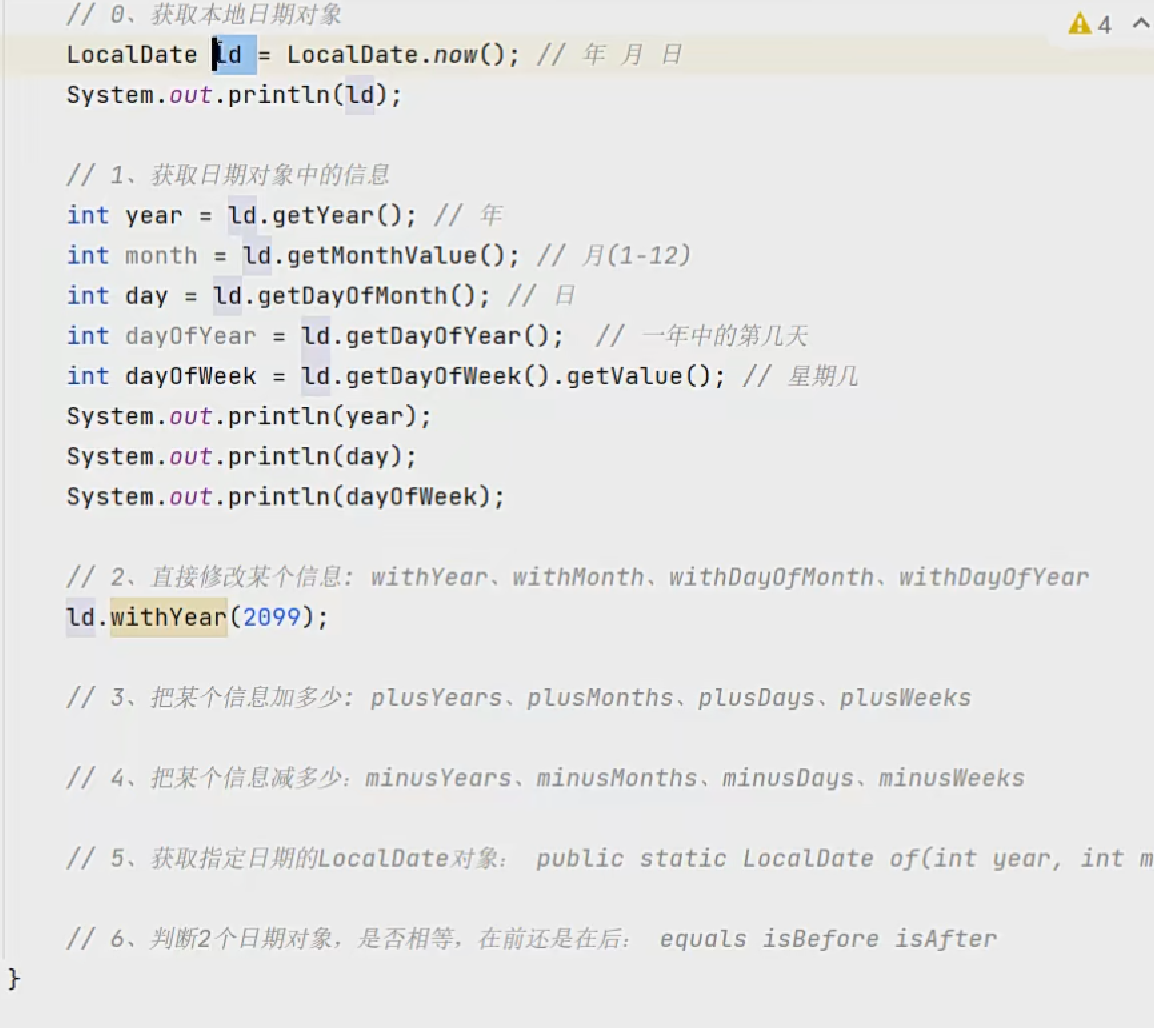 // 0、获取本地日期对象
4
LocalDate ld = LocalDate.now(); // 年 月 日
System.out.println(ld);
// 1、获取日期对象中的信息
int year = ld.getYear(); // 年
int month = ld.getMonthValue(); // 月(1-12)
int day = ld.getDayOfMonth(); // 日
int dayOfYear = ld.getDayOfYear();  // 一年中的第几天
int dayOfWeek = ld.getDayOfWeek().getValue(); // 星期几
System.out.println(year);
System.out.println(day);
System.out.println(dayOfWeek);
// 2、直接修改某个信息: withYear、withMonth、withDayOfMonth、withDayOfYear
ld.withYear(2099);
// 3、把某个信息加多少: plusYears、plusMonths、plusDays、plusWeeks
// 4、把某个信息减多少：minusYears、minusMonths、minusDays、minusWeeks
// 5、获取指定日期的LocalDate对象： public static LocalDate of(int year, int m
// 6、判断2个日期对象，是否相等，在前还是在后： equals isBefore isAfter
}